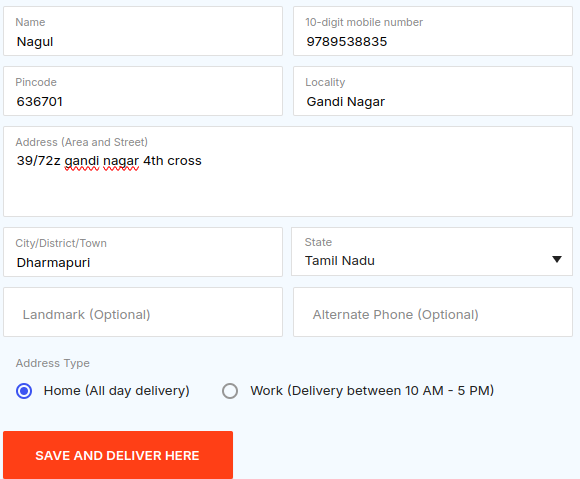 Name
Nagul
10-digit mobile number
9789538835
Pincode
636701
Locality
Gandi Nagar
Address (Area and Street)
39/72z gandi nagar 4th cross
City/District/Town
Dharmapuri
State
Tamil Nadu
Landmark (Optional)
Alternate Phone (Optional)
Address Type
Home (All day delivery)
Work (Delivery between 10 AM - 5 PM)
SAVE AND DELIVER HERE